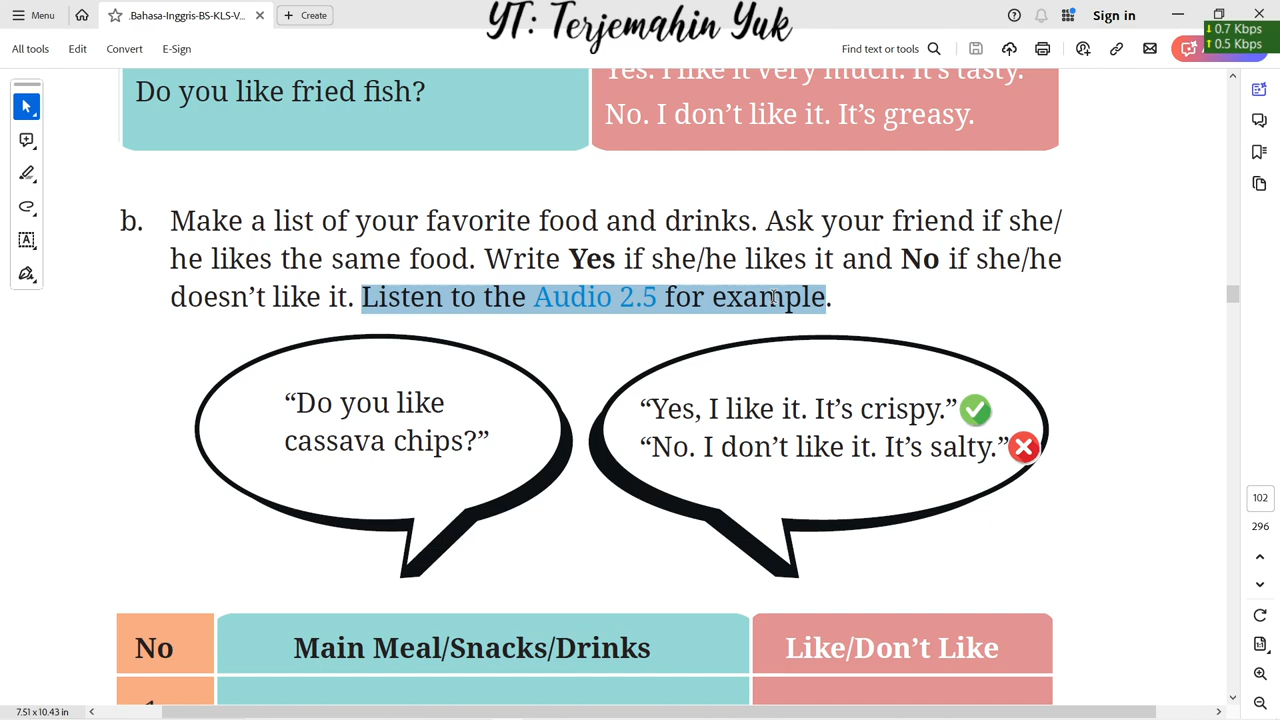 Menu
.Bahasa-Inggris-BS-KLS-V...
Create
YT: Terjemahin Yuk
Sign in
0.7 Kbps
0.5 Kbps
All tools
Edit
Convert
E-Sign
Find text or tools
Do you like fried fish?
Yes. I like it very much. It's tasty.
No. I don't like it. It's greasy.
b. Make a list of your favorite food and drinks. Ask your friend if she/
he likes the same food. Write Yes if she/he likes it and No if she/he
doesn't like it. Listen to the Audio 2.5 for example.
“Do you like
cassava chips?”
“Yes, I like it. It's crispy.”
“No. I don't like it. It's salty.”
No
Main Meal/Snacks/Drinks
Like/Don't Like
102
296
7.51 x 10.43 in